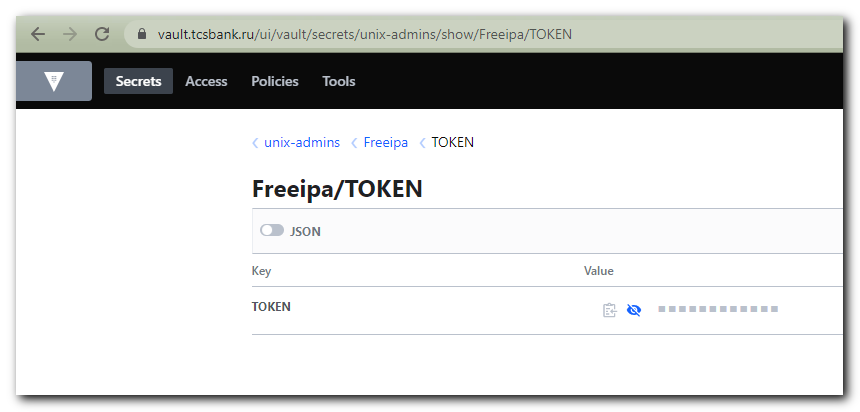 vault.tcsbank.ru/ui/vault/secrets/unix-admins/show/Freeipa/TOKEN
Secrets Access Policies Tools
unix-admins Freeipa TOKEN
Freeipa/TOKEN
JSON
Key Value
TOKEN